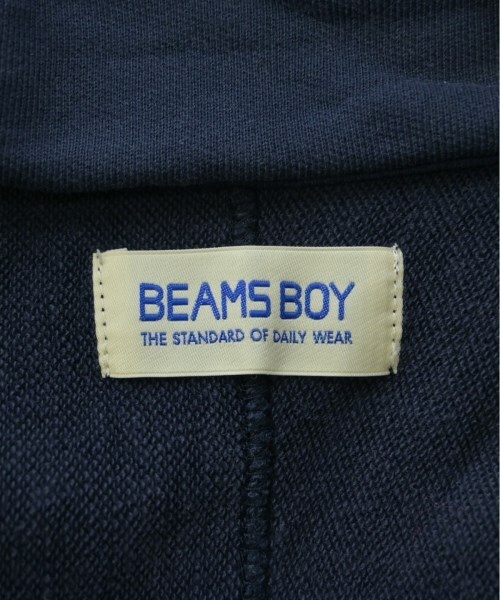 BEAMS BOY
THE STANDARD OF DAILY WEAR